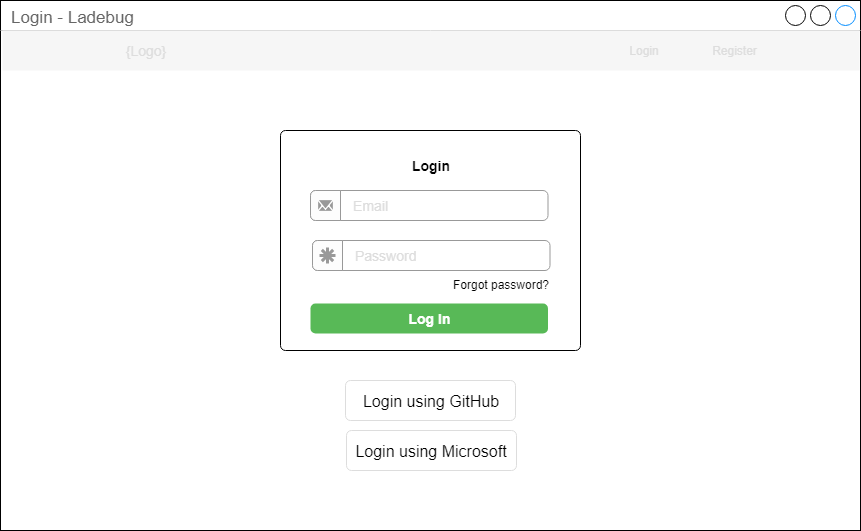 Login - Ladebug
{Logo}
Login
Register
Login
Email
Password
Forgot password?
Log In
Login using GitHub
Login using Microsoft